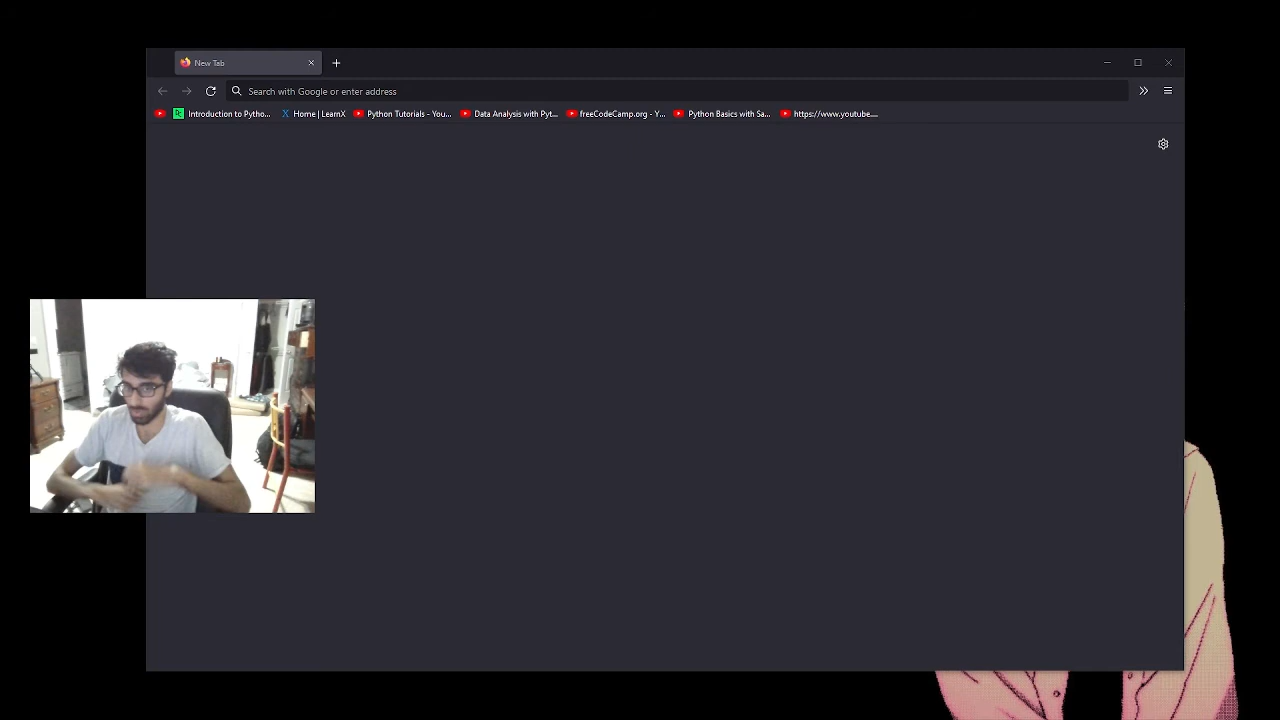 New Tab
Search with Google or enter address
Introduction to Pytho...
Home | LearnX
Python Tutorials - You...
Data Analysis with Pyt...
freeCodeCamp.org - Y...
Python Basics with Sa...
https://www.youtube....